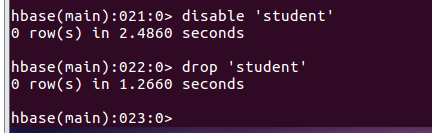 hbase(main):021:0> disable 'student'
0 row(s) in 2.4860 seconds
hbase(main):022:0> drop 'student'
0 row(s) in 1.2660 seconds
hbase(main):023:0>